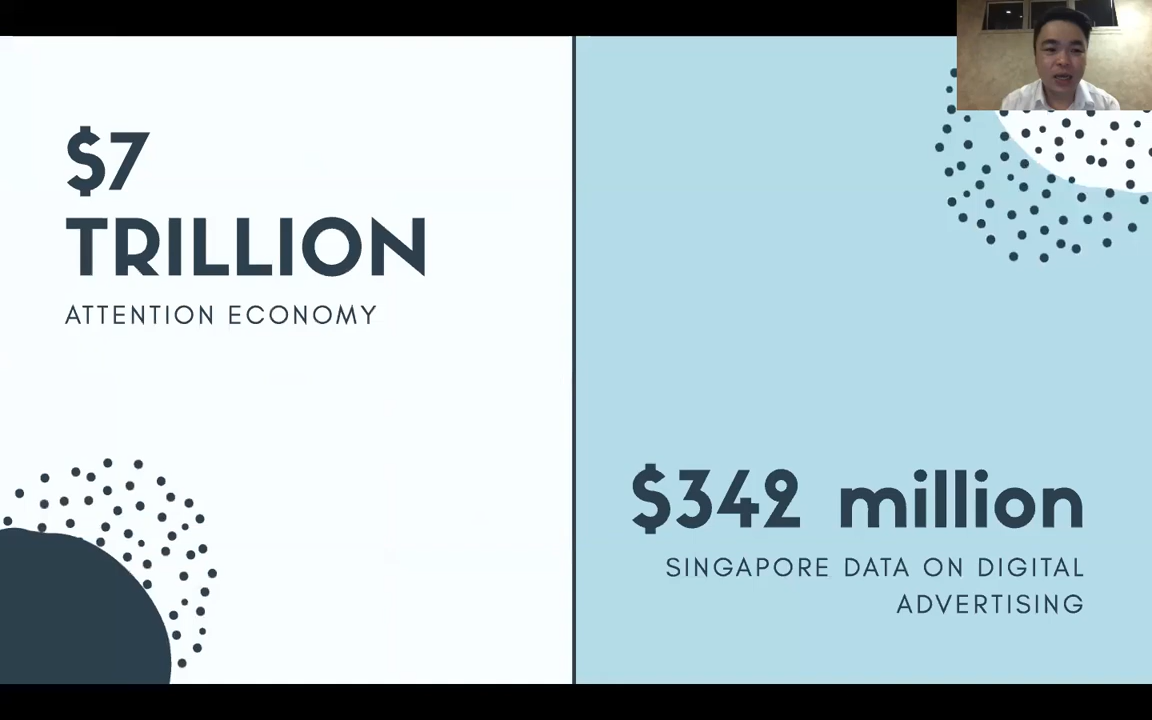 $7
TRILLION
ATTENTION ECONOMY
$342 million
SINGAPORE DATA ON DIGITAL
ADVERTISING